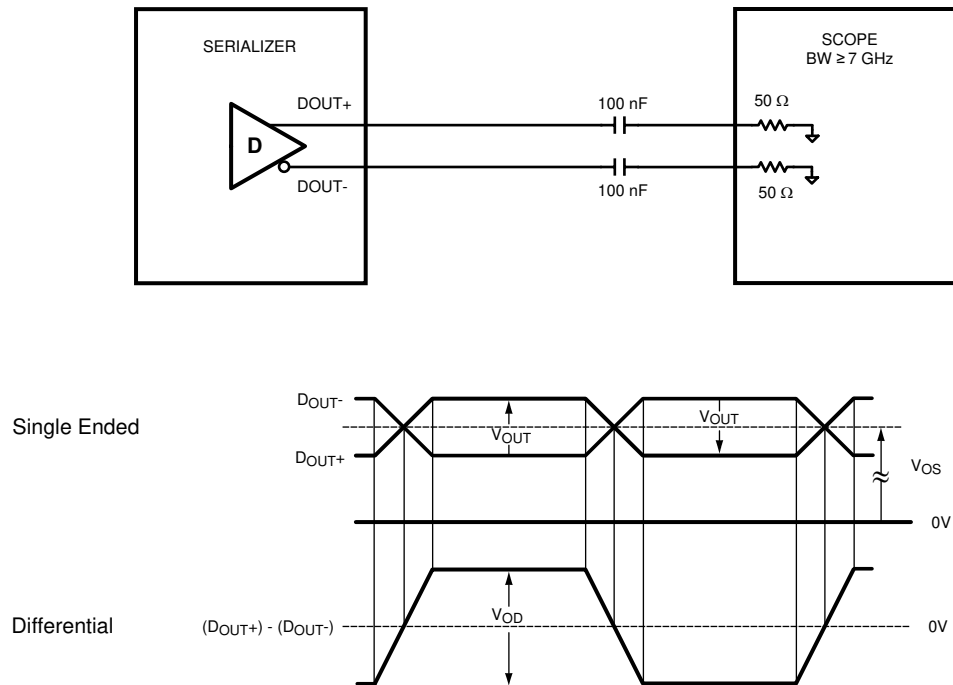 SERIALIZER
SCOPE
BW ≥ 7 GHz
DOUT+
100 nF
50 Ω
D
DOUT-
100 nF
50 Ω
Single Ended
DOUT-
VOUT
VOUT
DOUT+
VOS
0V
Differential
(DOUT+) - (DOUT-)
VOD
0V